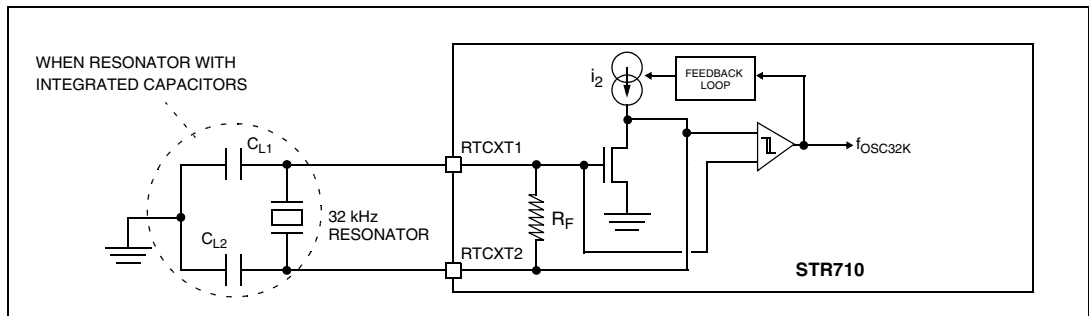 WHEN RESONATOR WITH
INTEGRATED CAPACITORS
CL1
CL2
32 kHz
RESONATOR
RTCXT1
RTCXT2
RF
i2
FEEDBACK
LOOP
fOSC32K
STR710